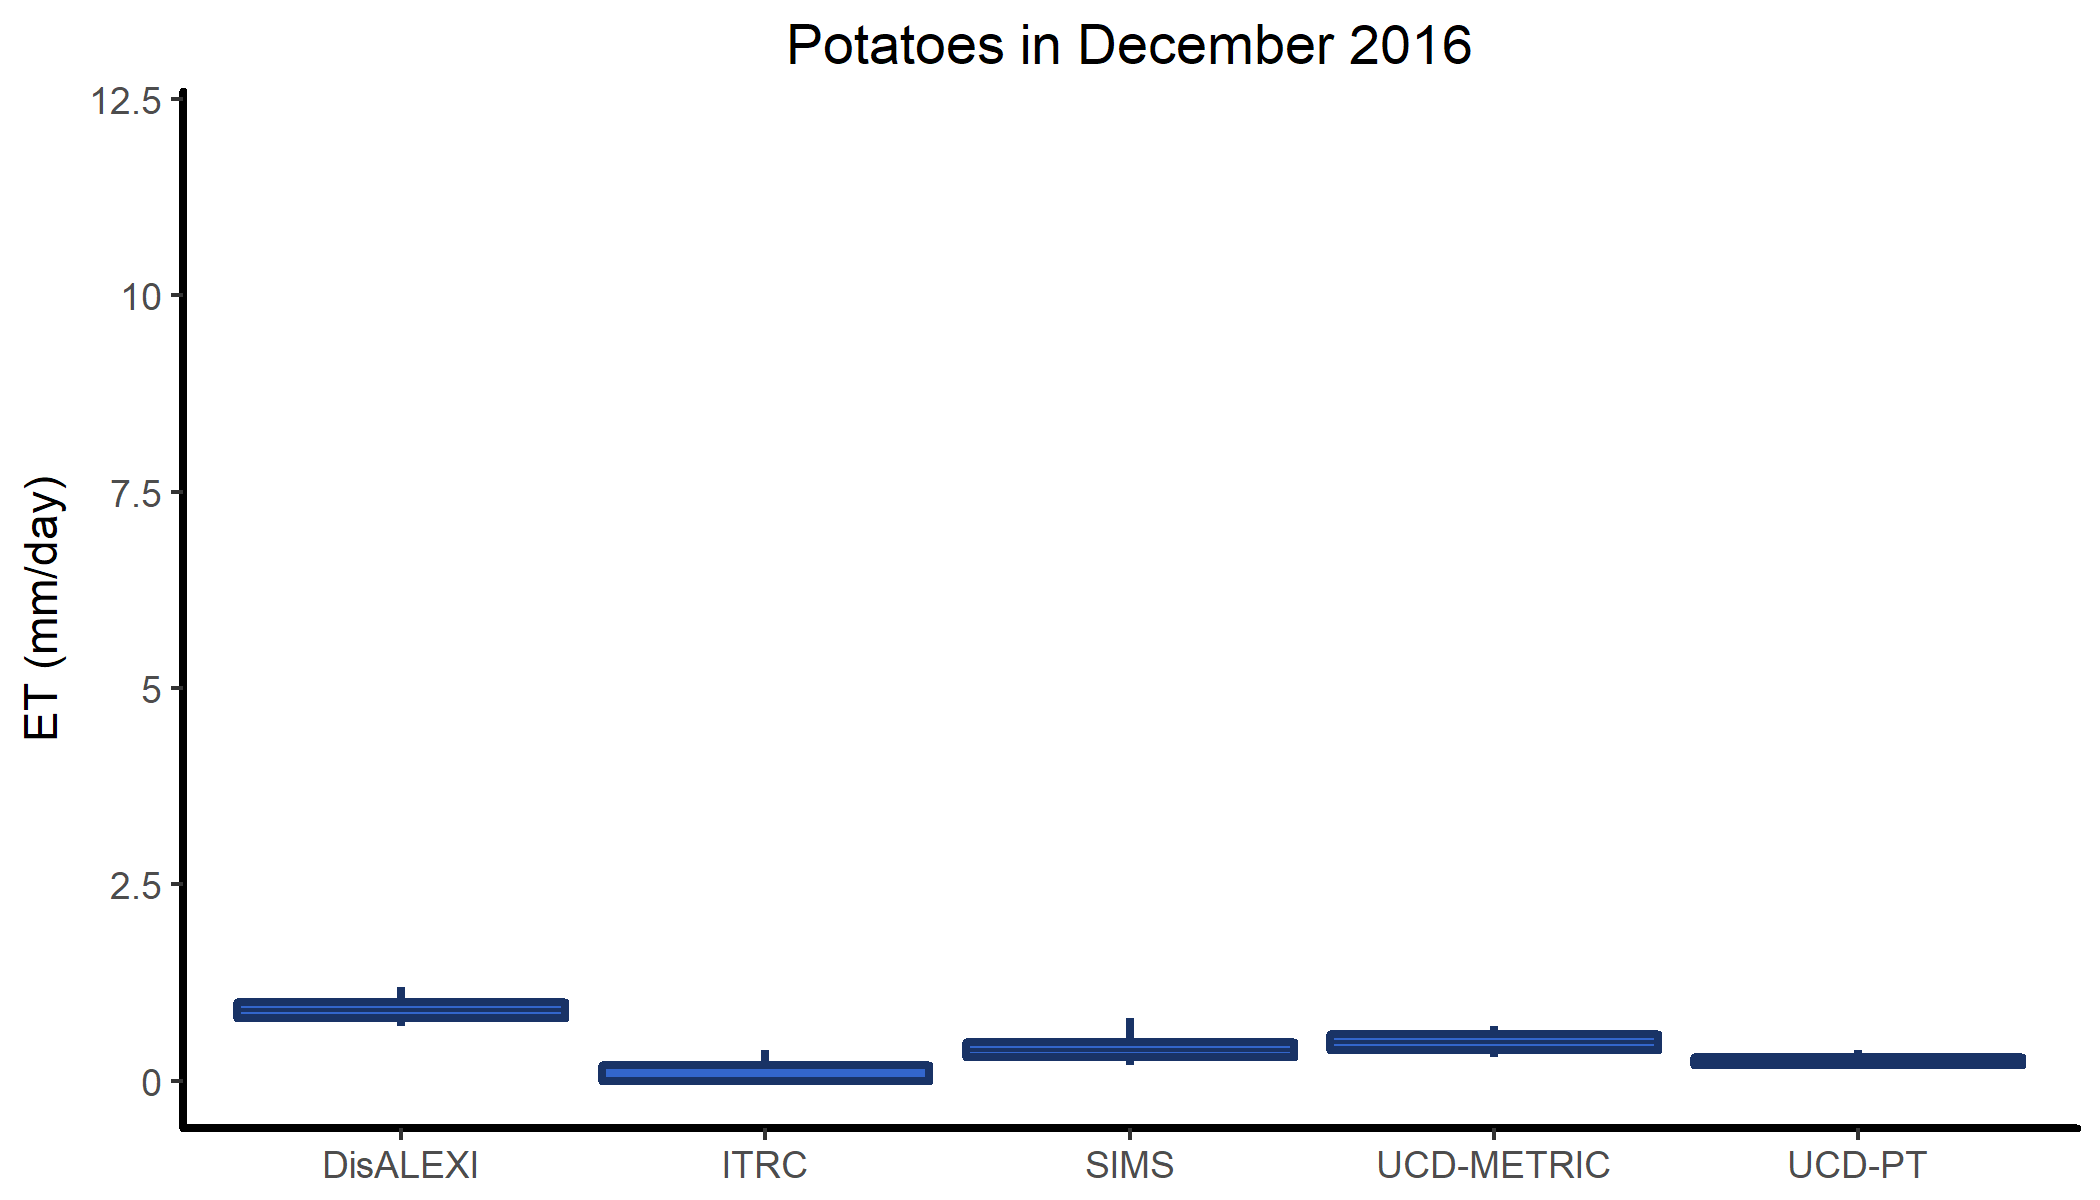 Potatoes in December 2016
ET (mm/day)
12.5
10
7.5
5
2.5
0
DisALEXI ITRC SIMS UCD-METRIC UCD-PT